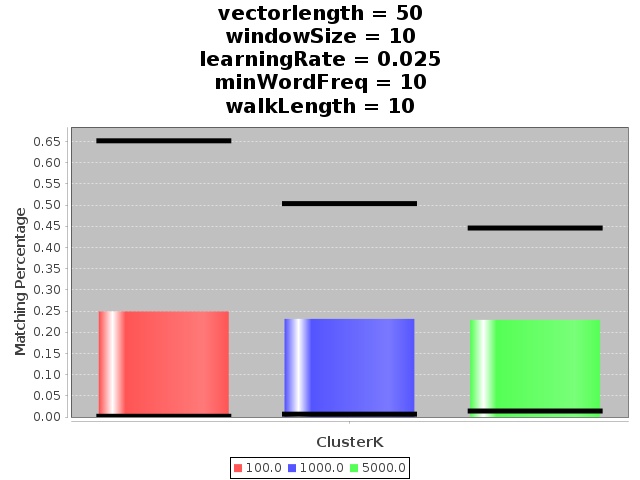 vectorlength = 50
windowSize = 10
learningRate = 0.025
minWordFreq = 10
walkLength = 10
Matching Percentage
0.65
0.60
0.55
0.50
0.45
0.40
0.35
0.30
0.25
0.20
0.15
0.10
0.05
0.00
ClusterK
100.0 1000.0 5000.0